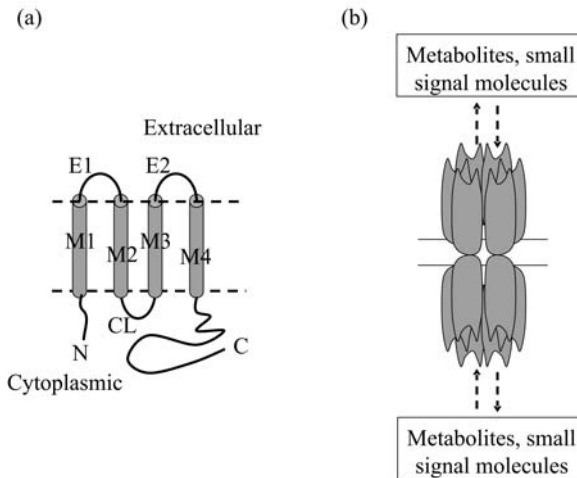 (a)
Extracellular
E1
E2
M1
M2
M3
M4
CL
N
C
Cytoplasmic
(b)
Metabolites, small
signal molecules
Metabolites, small
signal molecules